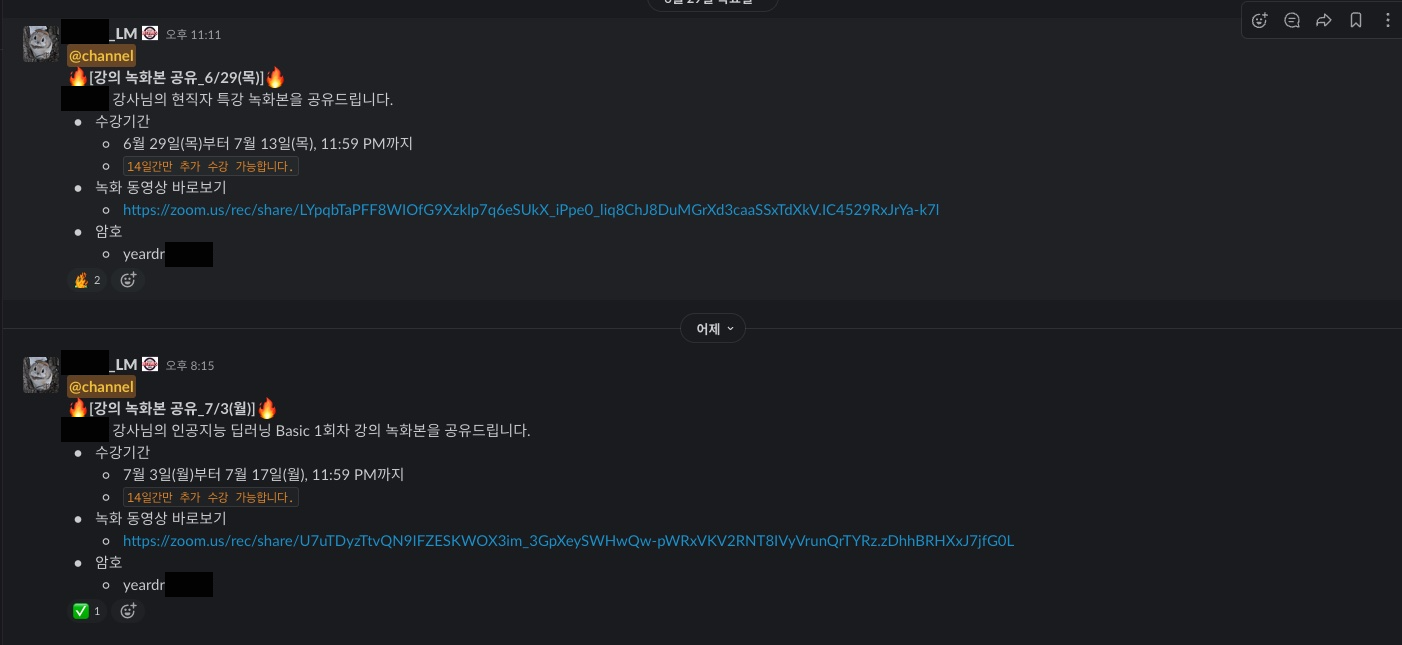 _LM 오후 11:11
@channel
[강의 녹화본 공유_6/29(목)]
강사님의 현직자 특강 녹화본을 공유드립니다.
수강기간
6월 29일(목)부터 7월 13일(목), 11:59 PM까지
14일간만 추가 수강 가능합니다.
녹화 동영상 바로보기
https://zoom.us/rec/share/LYpqbTaPFF8WIOfG9Xzklp7q6eSUkX_iPpe0_liq8ChJ8DuMGrXd3caaSSxTdXkV.IC4529RxJrYa-k7l
암호
yeardr
2
어제
_LM 오후 8:15
@channel
[강의 녹화본 공유_7/3(월)]
강사님의 인공지능 딥러닝 Basic 1회차 강의 녹화본을 공유드립니다.
수강기간
7월 3일(월)부터 7월 17일(월), 11:59 PM까지
14일간만 추가 수강 가능합니다.
녹화 동영상 바로보기
https://zoom.us/rec/share/U7uTDyzTtvQN9IFZESKWOX3im_3GpXeySWHwQw-pWRxVKV2RNT8IVyVrunQrTYRz.zDhhBRHXxJ7jfG0L
암호
yeardr
1